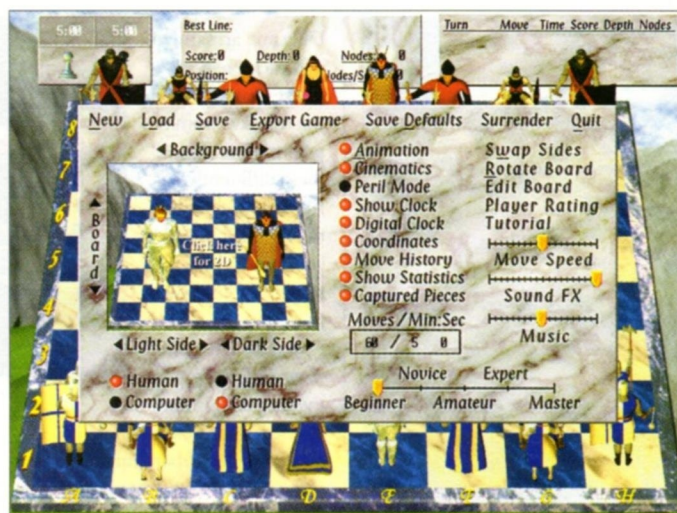 5:00 5:00
Best Line:
Score:0 Depth:0 Nodes: 0
Position: Nodes/S 0
Turn Move Time Score Depth Nodes
New Load Save Export Game Save Defaults Surrender Quit
◄Background►
Board
Click here
for 2D
◄Light Side► ◄Dark Side►
Human Human
Computer Computer
Animation
Cinematics
Peril Mode
Show Clock
Digital Clock
Coordinates
Move History
Show Statistics
Captured Pieces
Moves/Min:Sec
60 / 5 0
Swap Sides
Rotate Board
Edit Board
Player Rating
Tutorial
Move Speed
Sound FX
Music
Novice Expert
Beginner Amateur Master
8
7
6
5
4
3
2
1
A B C D E F G H